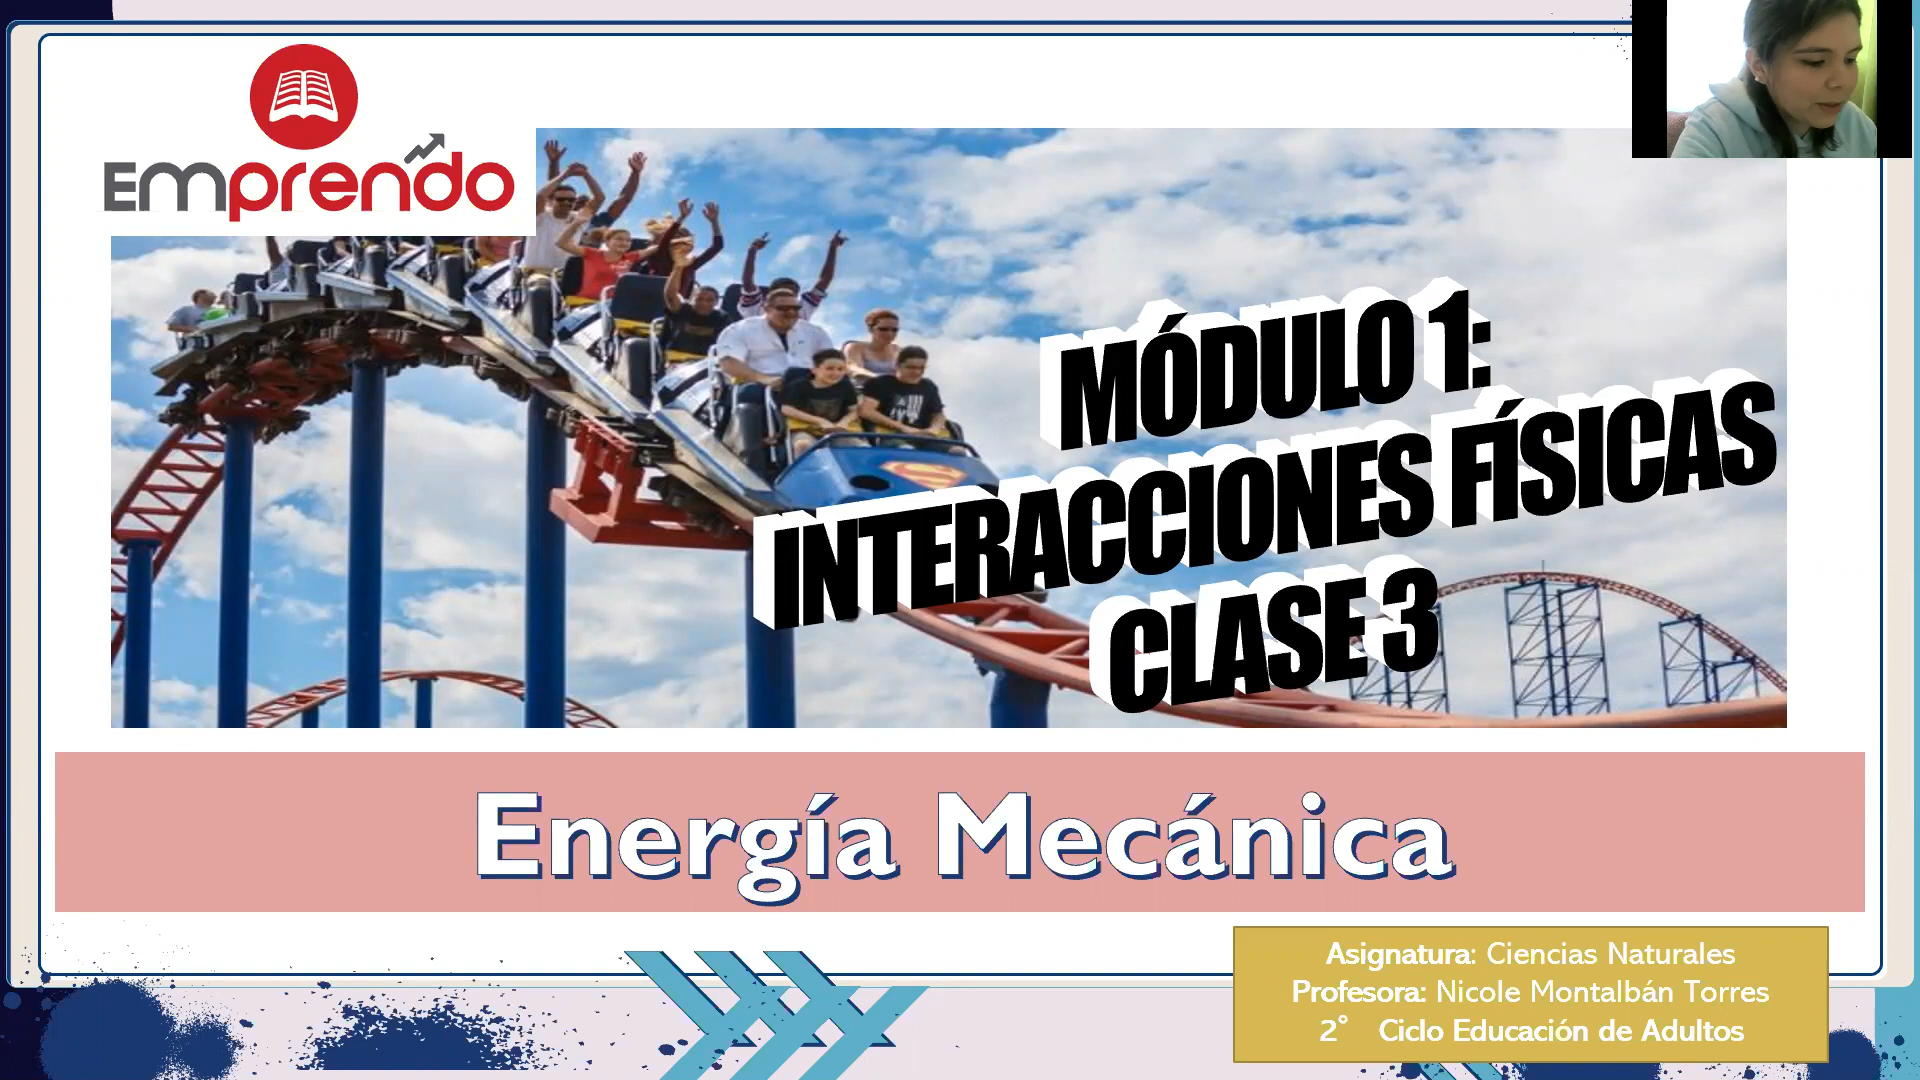 Emprendo
MÓDULO 1:
INTERACCIONES FÍSICAS
CLASE 3
Energía Mecánica
Asignatura: Ciencias Naturales
Profesora: Nicole Montalbán Torres
2° Ciclo Educación de Adultos